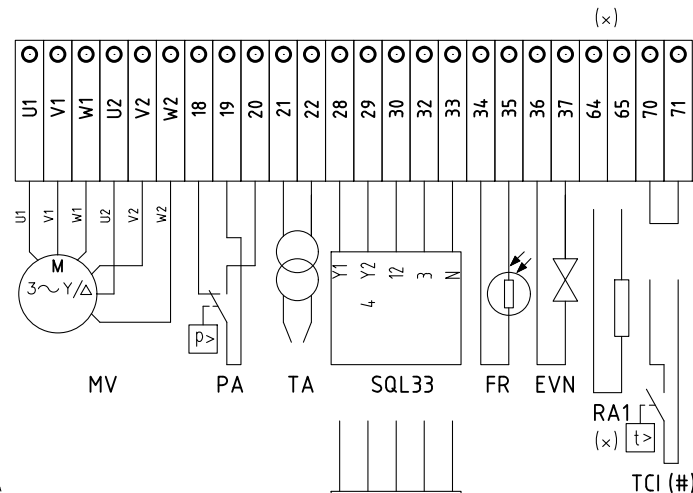 (×)
U1 V1 W1 U2 V2 W2 18 19 20 21 22 28 29 30 32 33 34 35 36 37 64 65 70 71
U1 V1 W1 U2 V2 W2
M
3~Y/△
p>
Y1 Y2 12 3 N
4
MV PA TA SQL33 FR EVN
RA1
(×)
t>
TCI (#)